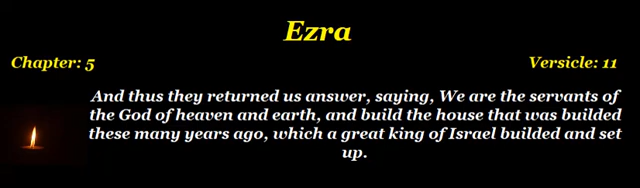 Ezra
Chapter: 5
Versicle: 11
And thus they returned us answer, saying, We are the servants of
the God of heaven and earth, and build the house that was builded
these many years ago, which a great king of Israel builded and set
up.